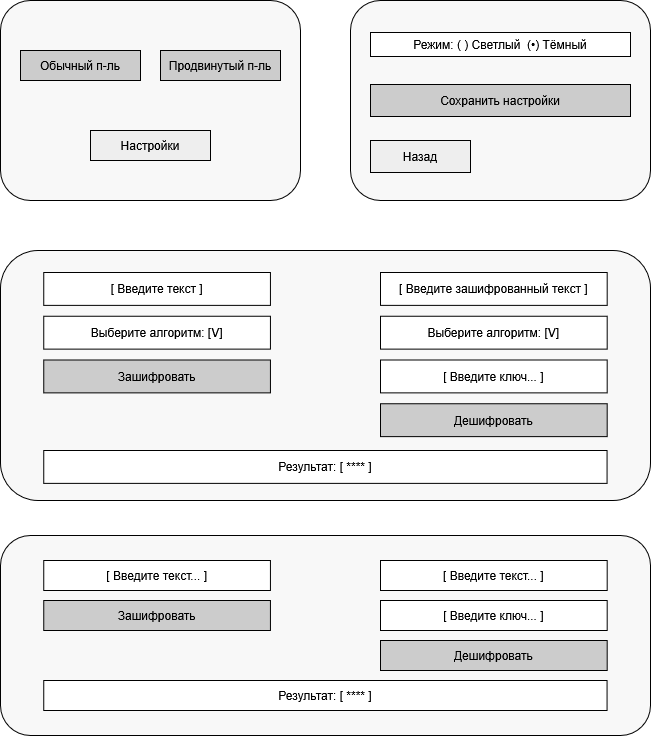 Обычный п-ль
Продвинутый п-ль
Настройки
Режим: ( ) Светлый (•) Тёмный
Сохранить настройки
Назад
[ Введите текст ]
Выберите алгоритм: [V]
Зашифровать
[ Введите зашифрованный текст ]
Выберите алгоритм: [V]
[ Введите ключ... ]
Дешифровать
Результат: [ **** ]
[ Введите текст... ]
Зашифровать
[ Введите текст... ]
[ Введите ключ... ]
Дешифровать
Результат: [ **** ]